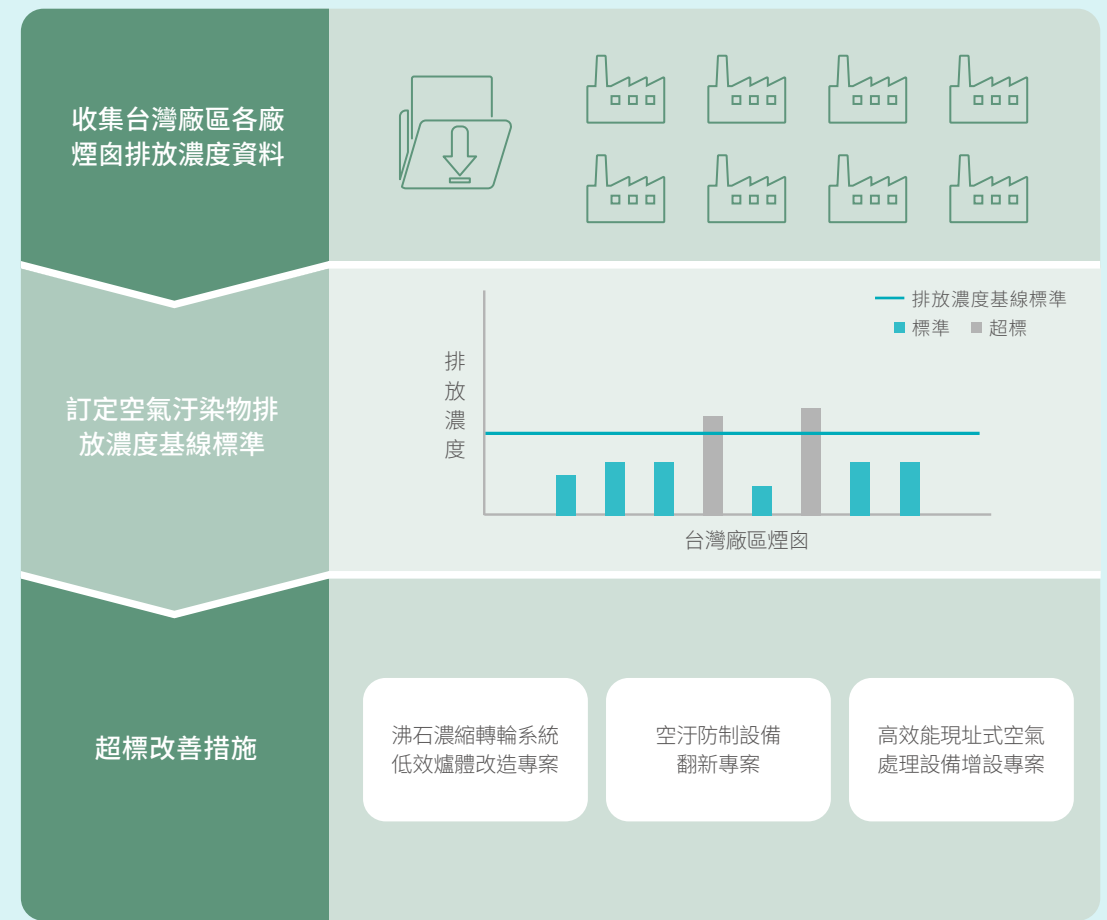 收集台灣廠區各廠
煙囪排放濃度資料
訂定空氣汙染物排
放濃度基線標準
排放濃度基線標準
標準 超標
排放濃度
台灣廠區煙囪
超標改善措施
沸石濃縮轉輪系統
低效爐體改造專案
空汙防制設備
翻新專案
高效能現址式空氣
處理設備增設專案